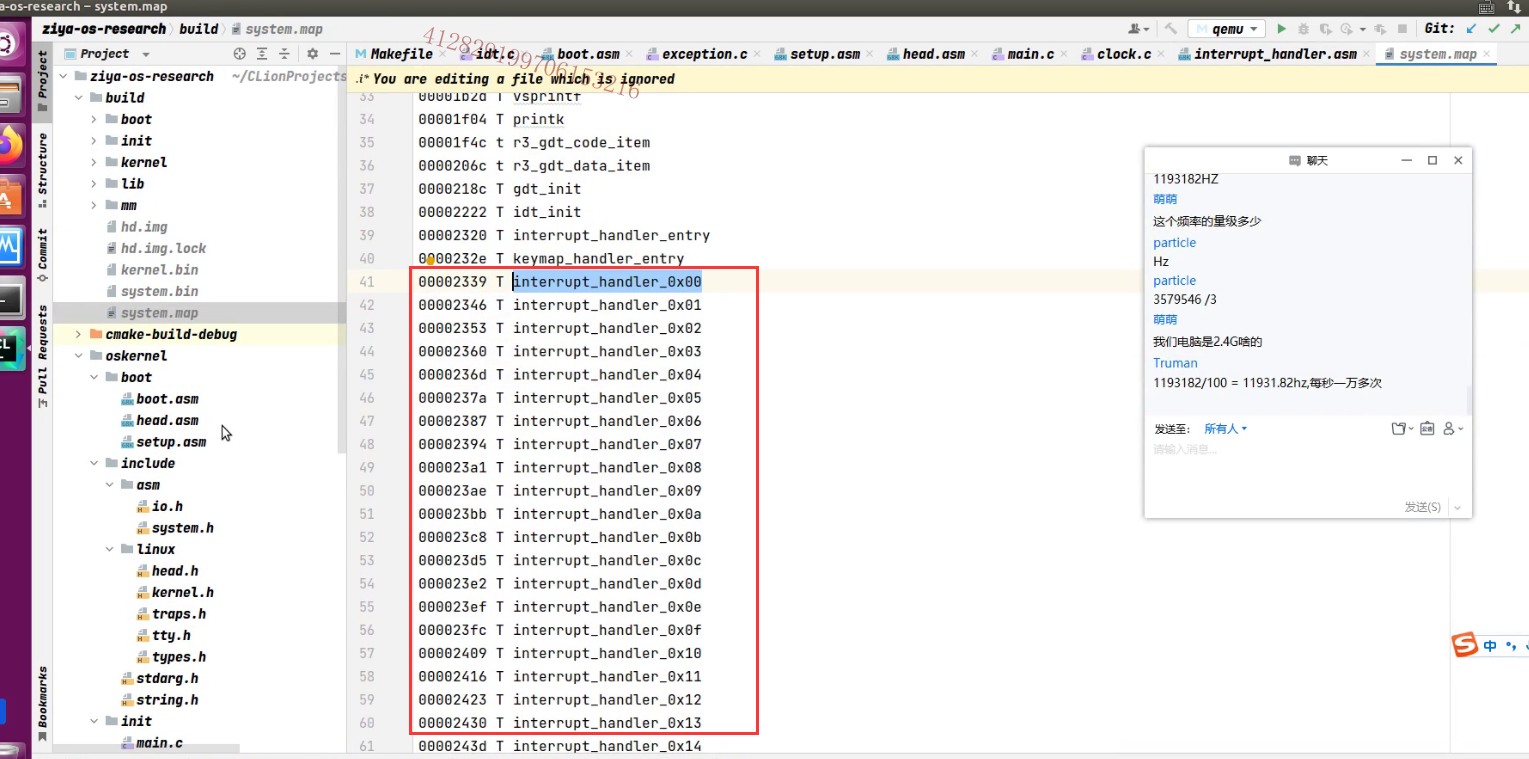 a-os-research – system.map
ziya-os-research
build
system.map
qemu
Git:
Project
Makefile
idt.c
boot.asm
exception.c
setup.asm
head.asm
main.c
clock.c
interrupt_handler.asm
system.map
412829199706153216
You are editing a file which is ignored
Project
Structure
Commit
Pull Requests
Bookmarks
ziya-os-research ~/CLionProjects
build
boot
init
kernel
lib
mm
hd.img
hd.img.lock
kernel.bin
system.bin
system.map
cmake-build-debug
oskernel
boot
boot.asm
head.asm
setup.asm
include
asm
io.h
system.h
linux
head.h
kernel.h
traps.h
tty.h
types.h
stdarg.h
string.h
init
main.c
33 00001b2d T vsprintf
34 00001f04 T printk
35 00001f4c t r3_gdt_code_item
36 0000206c t r3_gdt_data_item
37 0000218c T gdt_init
38 00002222 T idt_init
39 00002320 T interrupt_handler_entry
40 0000232e T keymap_handler_entry
41 00002339 T interrupt_handler_0x00
42 00002346 T interrupt_handler_0x01
43 00002353 T interrupt_handler_0x02
44 00002360 T interrupt_handler_0x03
45 0000236d T interrupt_handler_0x04
46 0000237a T interrupt_handler_0x05
47 00002387 T interrupt_handler_0x06
48 00002394 T interrupt_handler_0x07
49 000023a1 T interrupt_handler_0x08
50 000023ae T interrupt_handler_0x09
51 000023bb T interrupt_handler_0x0a
52 000023c8 T interrupt_handler_0x0b
53 000023d5 T interrupt_handler_0x0c
54 000023e2 T interrupt_handler_0x0d
55 000023ef T interrupt_handler_0x0e
56 000023fc T interrupt_handler_0x0f
57 00002409 T interrupt_handler_0x10
58 00002416 T interrupt_handler_0x11
59 00002423 T interrupt_handler_0x12
60 00002430 T interrupt_handler_0x13
61 0000243d T interrupt_handler_0x14
聊天
1193182HZ
萌萌
这个频率的量级多少
particle
Hz
particle
3579546 /3
萌萌
我们电脑是2.4G啥的
Truman
1193182/100 = 11931.82hz,每秒一万多次
发送至: 所有人
请输入消息...
发送(S)
中